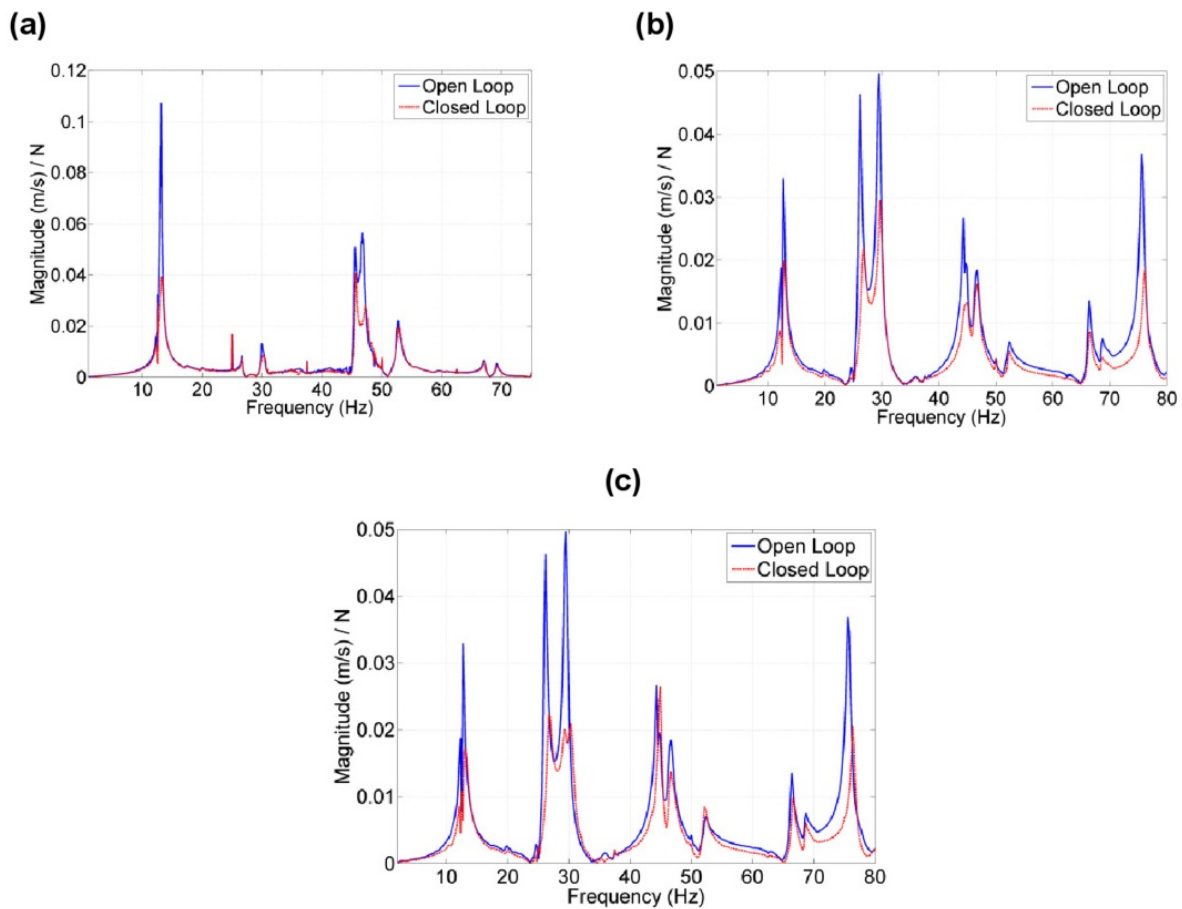 (a)
0.12
0.1
0.08
0.06
0.04
0.02
0
Magnitude (m/s) / N
10 20 30 40 50 60 70
Frequency (Hz)
Open Loop
Closed Loop
(b)
0.05
0.04
0.03
0.02
0.01
0
Magnitude (m/s) / N
10 20 30 40 50 60 70 80
Frequency (Hz)
Open Loop
Closed Loop
(c)
0.05
0.04
0.03
0.02
0.01
0
Magnitude (m/s) / N
10 20 30 40 50 60 70 80
Frequency (Hz)
Open Loop
Closed Loop